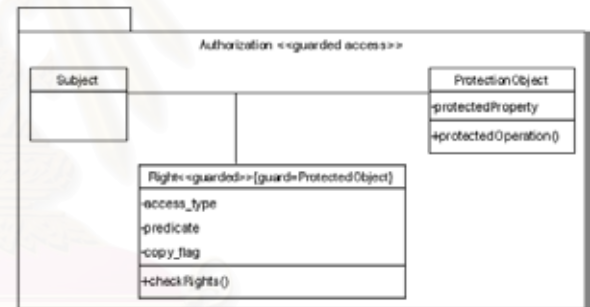 Authorization <<guarded access>>
Subject
ProtectionObject
-protectedProperty
+protectedOperation()
Right<<guarded>>{guard=ProtectedObject}
-access_type
-predicate
-copy_flag
+checkRights()